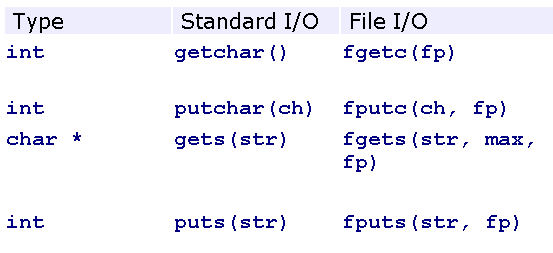 Type Standard I/O File I/O
int getchar() fgetc(fp)
int putchar(ch) fputc(ch, fp)
char * gets(str) fgets(str, max,
fp)
int puts(str) fputs(str, fp)